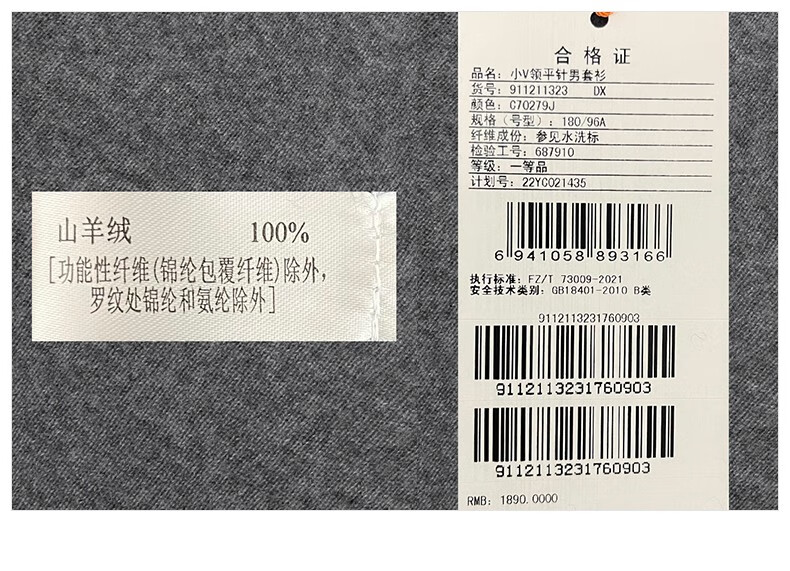 山羊绒 100%
[功能性纤维(锦纶包覆纤维)除外，
罗纹处锦纶和氨纶除外]
合格证
品名：小V领平针男套衫
货号：911211323 DX
颜色：C70279J
规格（号型）：180/96A
纤维成份：参见水洗标
检验工号：687910
等级：一等品
计划号：22YC021435
6 941058 893166
执行标准：FZ/T 73009-2021
安全技术类别：GB18401-2010 B类
9112113231760903
9112113231760903
9112113231760903
RMB：1890.0000